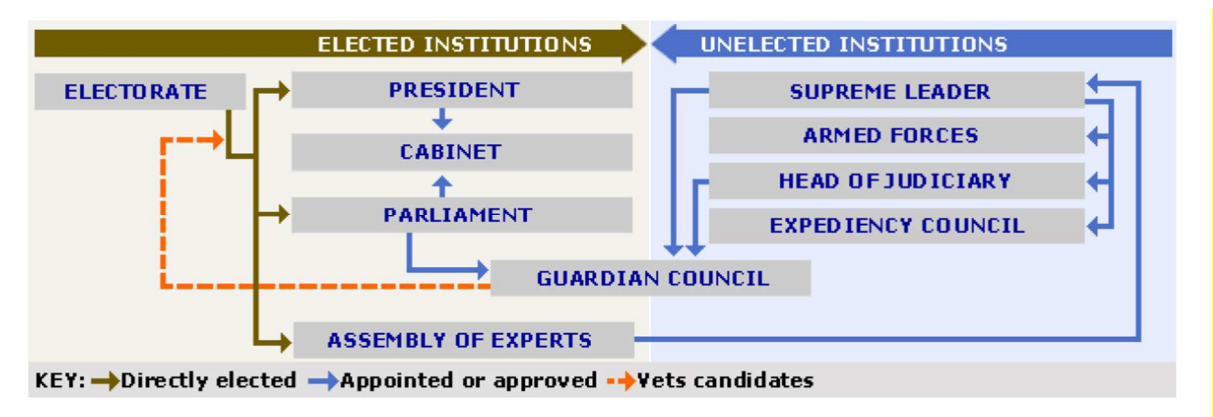 ELECTED INSTITUTIONS
UNELECTED INSTITUTIONS
ELECTORATE
PRESIDENT
CABINET
PARLIAMENT
SUPREME LEADER
ARMED FORCES
HEAD OF JUDICIARY
EXPEDIENCY COUNCIL
GUARDIAN COUNCIL
ASSEMBLY OF EXPERTS
KEY: Directly elected Appointed or approved Vets candidates